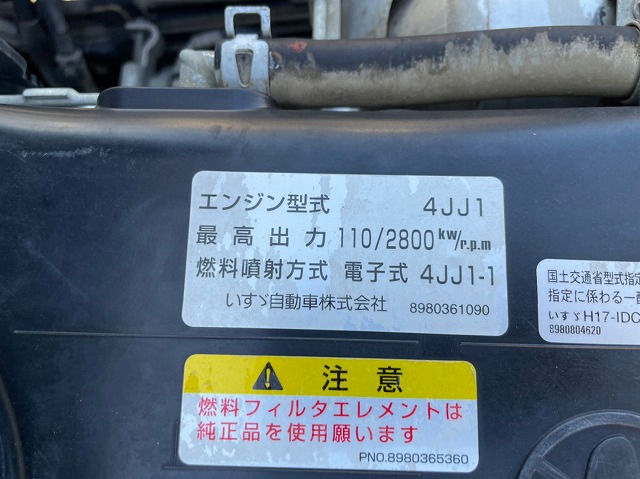 エンジン型式 4JJ1
最高出力 110/2800 kw/r.p.m
燃料噴射方式 電子式 4JJ1-1
いすゞ自動車株式会社 8980361090
国土交通省型式指定
指定に係わる一
いすゞH17-IDC
8980804620
⚠ 注意
燃料フィルタエレメントは
純正品を使用願います
PNO.8980365360